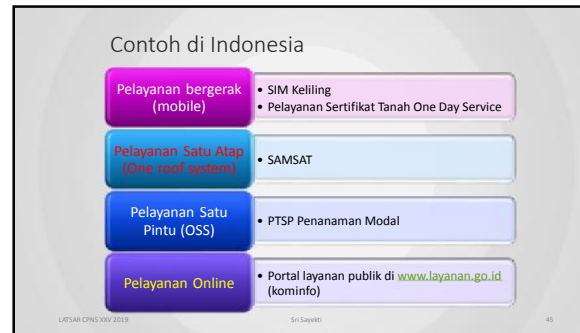 Contoh di Indonesia
Pelayanan bergerak
(mobile)
• SIM Keliling
• Pelayanan Sertifikat Tanah One Day Service
Pelayanan Satu Atap
(One roof system)
• SAMSAT
Pelayanan Satu
Pintu (OSS)
• PTSP Penanaman Modal
Pelayanan Online
• Portal layanan publik di www.layanan.go.id
(kominfo)
LATSAR CPNS XXV 2019
Sri Sayekti
45